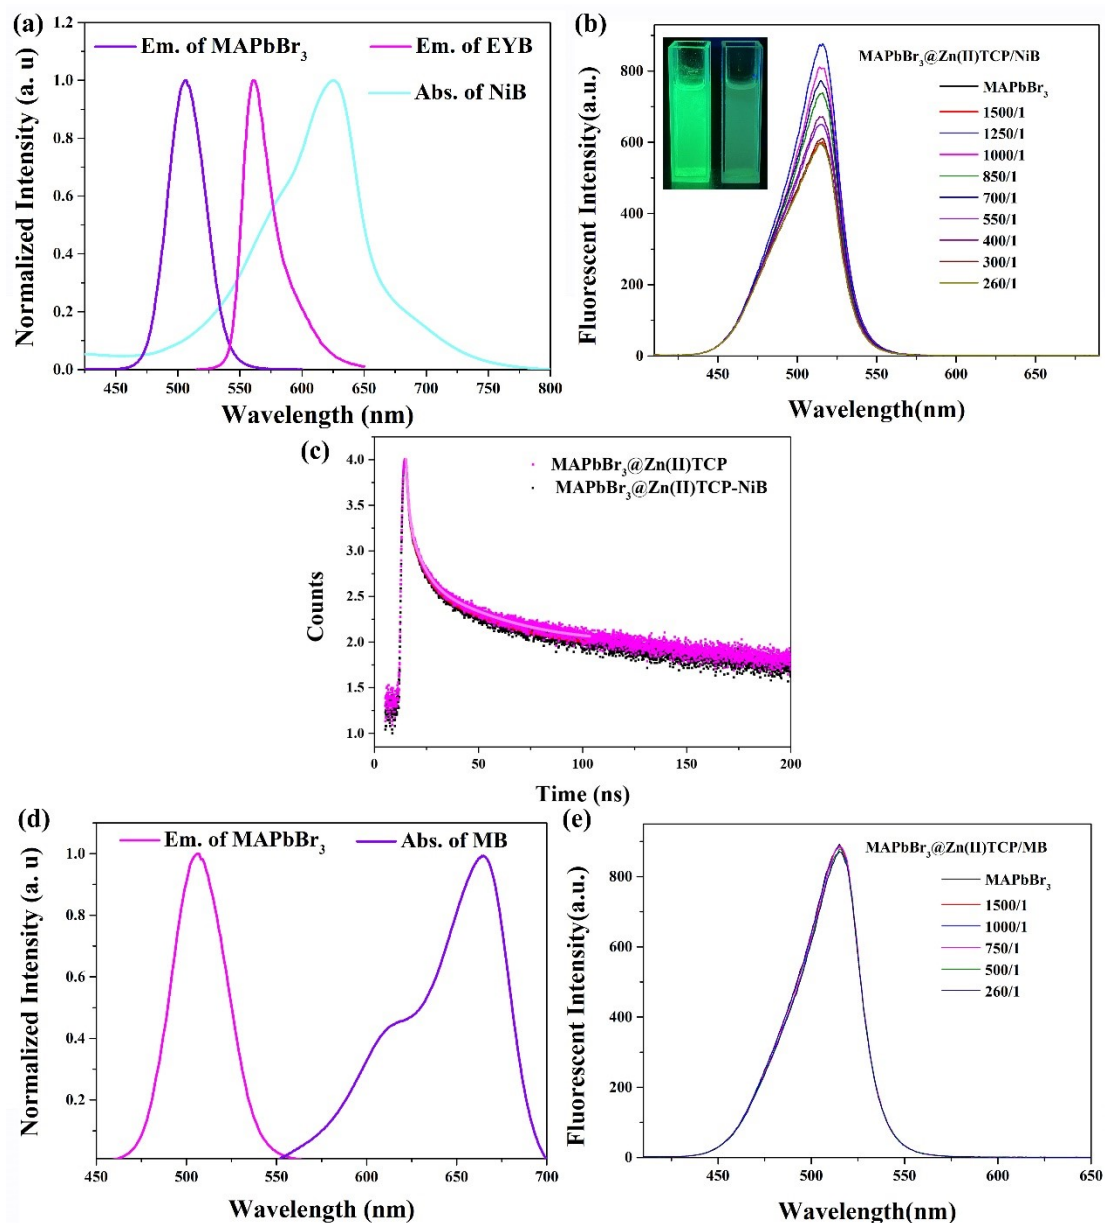 (a)
1.2
1.0
0.8
0.6
0.4
0.2
0.0
Normalized Intensity (a. u)
Em. of MAPbBr3
Em. of EYB
Abs. of NiB
450 500 550 600 650 700 750 800
Wavelength (nm)
(b)
800
600
400
200
0
Fluorescent Intensity(a.u.)
MAPbBr3@Zn(II)TCP/NiB
MAPbBr3
1500/1
1250/1
1000/1
850/1
700/1
550/1
400/1
300/1
260/1
450 500 550 600 650
Wavelength(nm)
(c)
4.0
3.5
3.0
2.5
2.0
1.5
1.0
Counts
MAPbBr3@Zn(II)TCP
MAPbBr3@Zn(II)TCP-NiB
0 50 100 150 200
Time (ns)
(d)
1.0
0.8
0.6
0.4
0.2
Normalized Intensity (a. u)
Em. of MAPbBr3
Abs. of MB
450 500 550 600 650 700
Wavelength (nm)
(e)
800
600
400
200
0
Fluorescent Intensity(a.u.)
MAPbBr3@Zn(II)TCP/MB
MAPbBr3
1500/1
1000/1
750/1
500/1
260/1
450 500 550 600 650
Wavelength(nm)